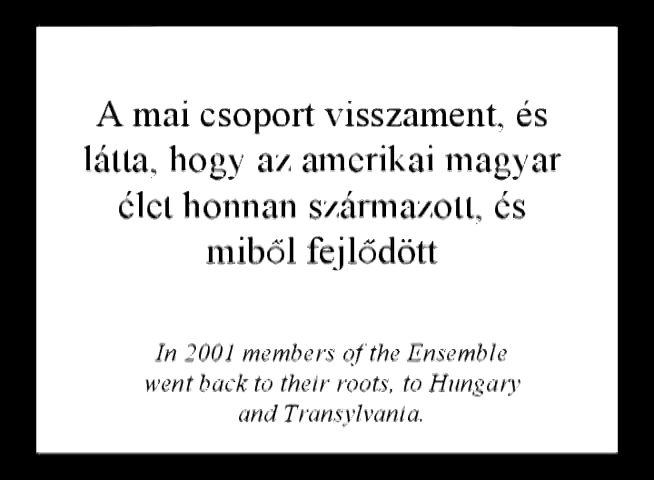 A mai csoport visszament, és
látta, hogy az amerikai magyar
élet honnan származott, és
miből fejlődött
In 2001 members of the Ensemble
went back to their roots, to Hungary
and Transylvania.